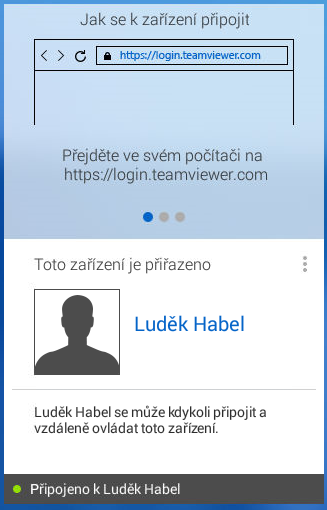 Jak se k zařízení připojit
https://login.teamviewer.com
Přejděte ve svém počítači na
https://login.teamviewer.com
Toto zařízení je přiřazeno
Luděk Habel
Luděk Habel se může kdykoli připojit a
vzdáleně ovládat toto zařízení.
Připojeno k Luděk Habel